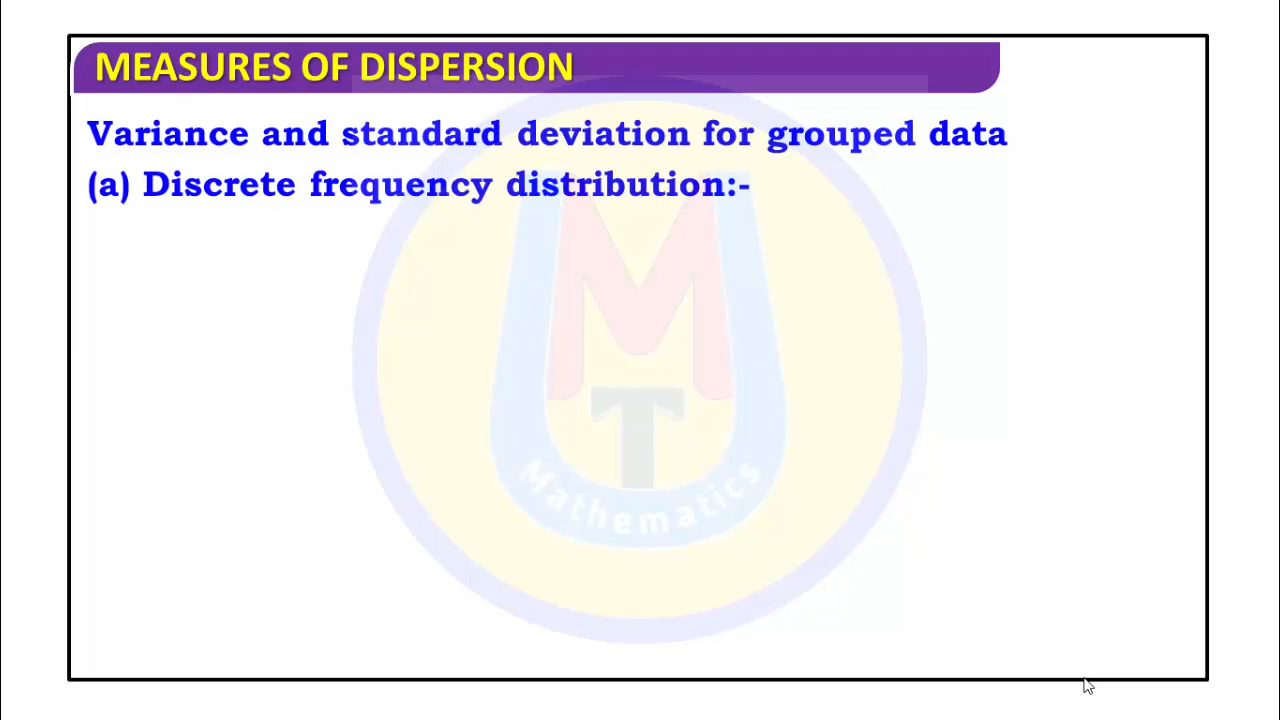 MEASURES OF DISPERSION
Variance and standard deviation for grouped data
(a) Discrete frequency distribution:-
M
T
Mathematics